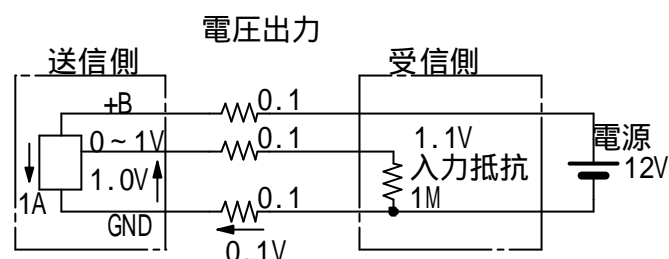 電圧出力
送信側
受信側
+B
0.1
0～1V
0.1
1.1V
電源
1.0V
入力抵抗
12V
1A
0.1
1M
GND
0.1V